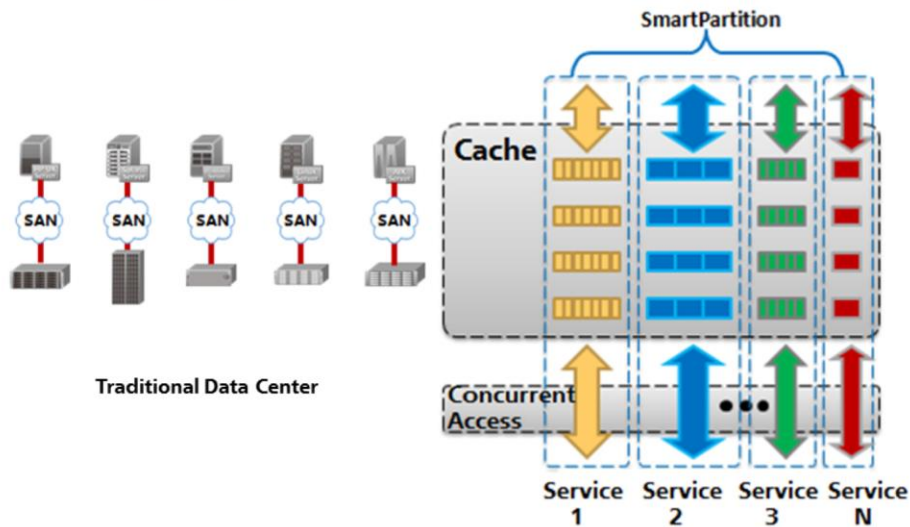 SmartPartition
Cache
SAN
SAN
SAN
SAN
SAN
Traditional Data Center
Concurrent
Access
Service
1
Service
2
Service
3
Service
N